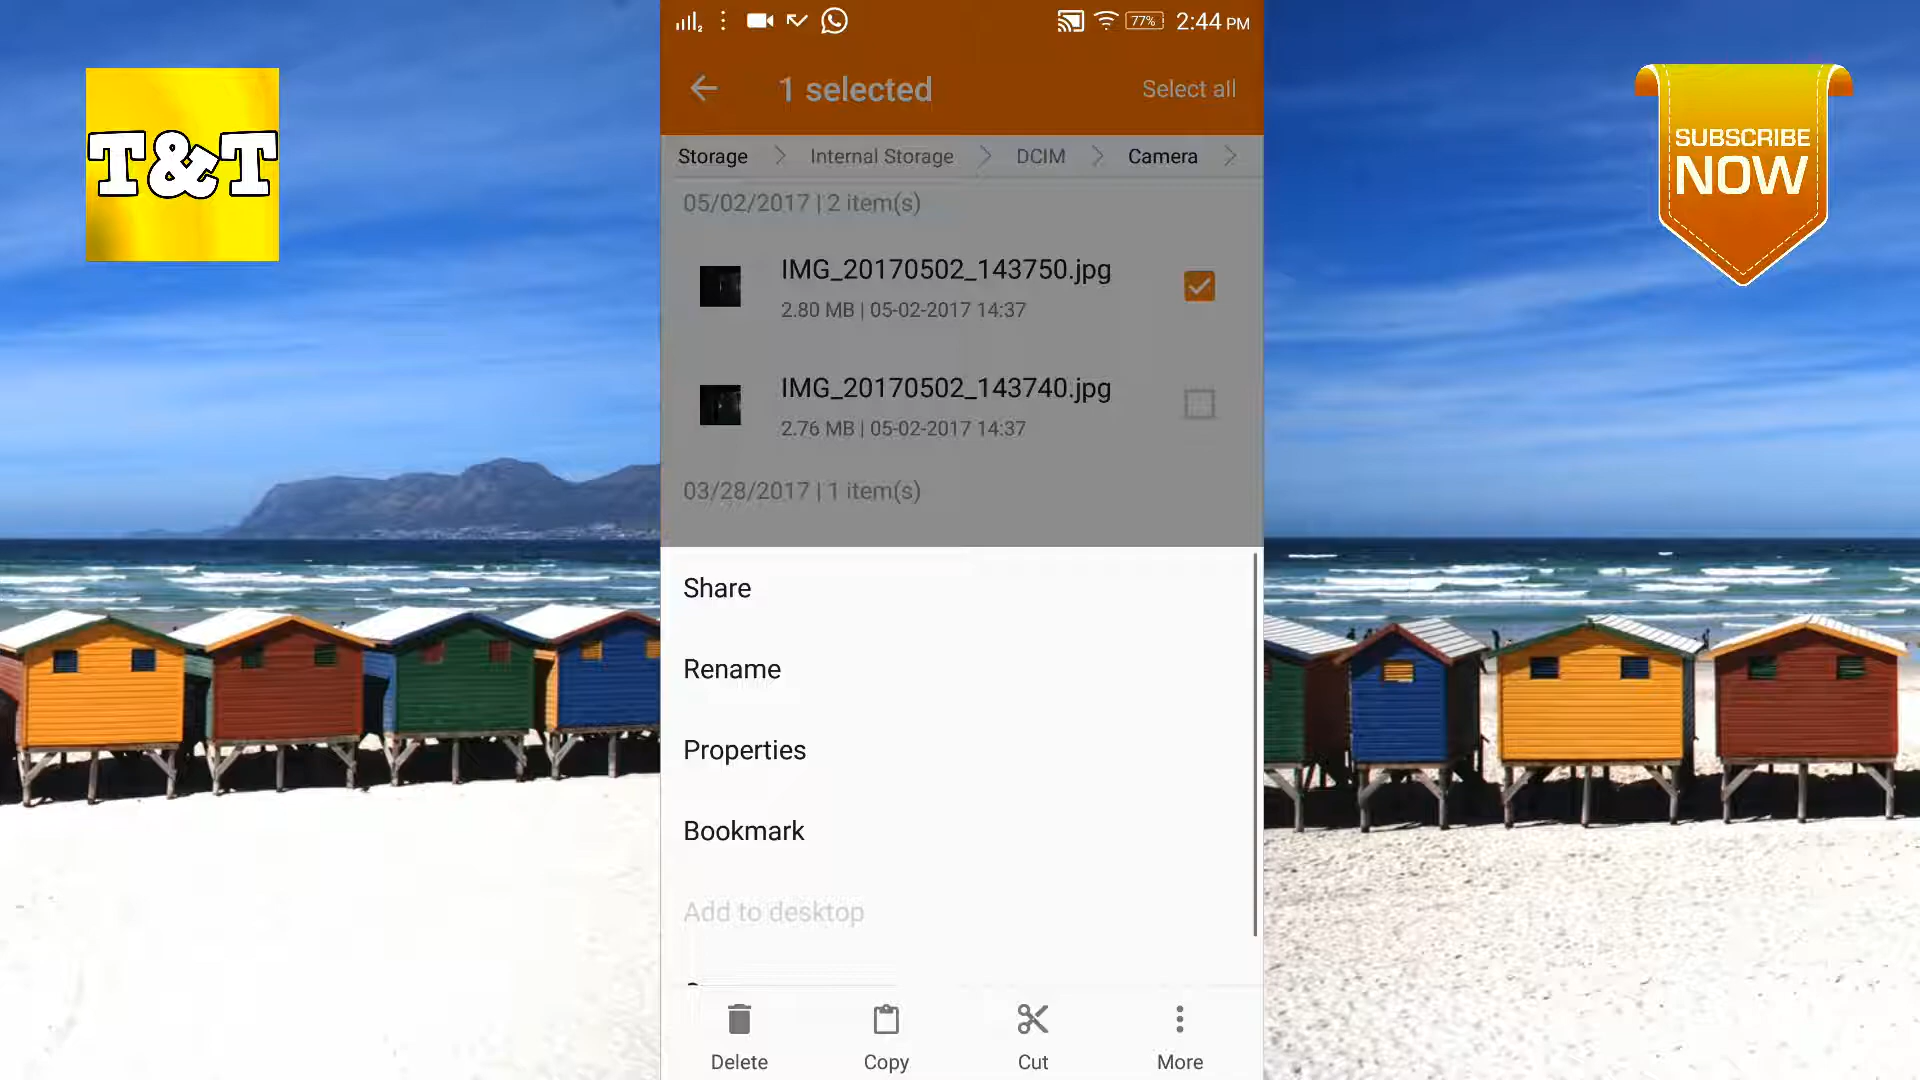 2
77%
2:44 PM
1 selected
Select all
Storage
Internal Storage
DCIM
Camera
05/02/2017 | 2 item(s)
IMG_20170502_143750.jpg
2.80 MB | 05-02-2017 14:37
IMG_20170502_143740.jpg
2.76 MB | 05-02-2017 14:37
03/28/2017 | 1 item(s)
Share
Rename
Properties
Bookmark
Add to desktop
Delete
Copy
Cut
More
T&T
SUBSCRIBE
NOW